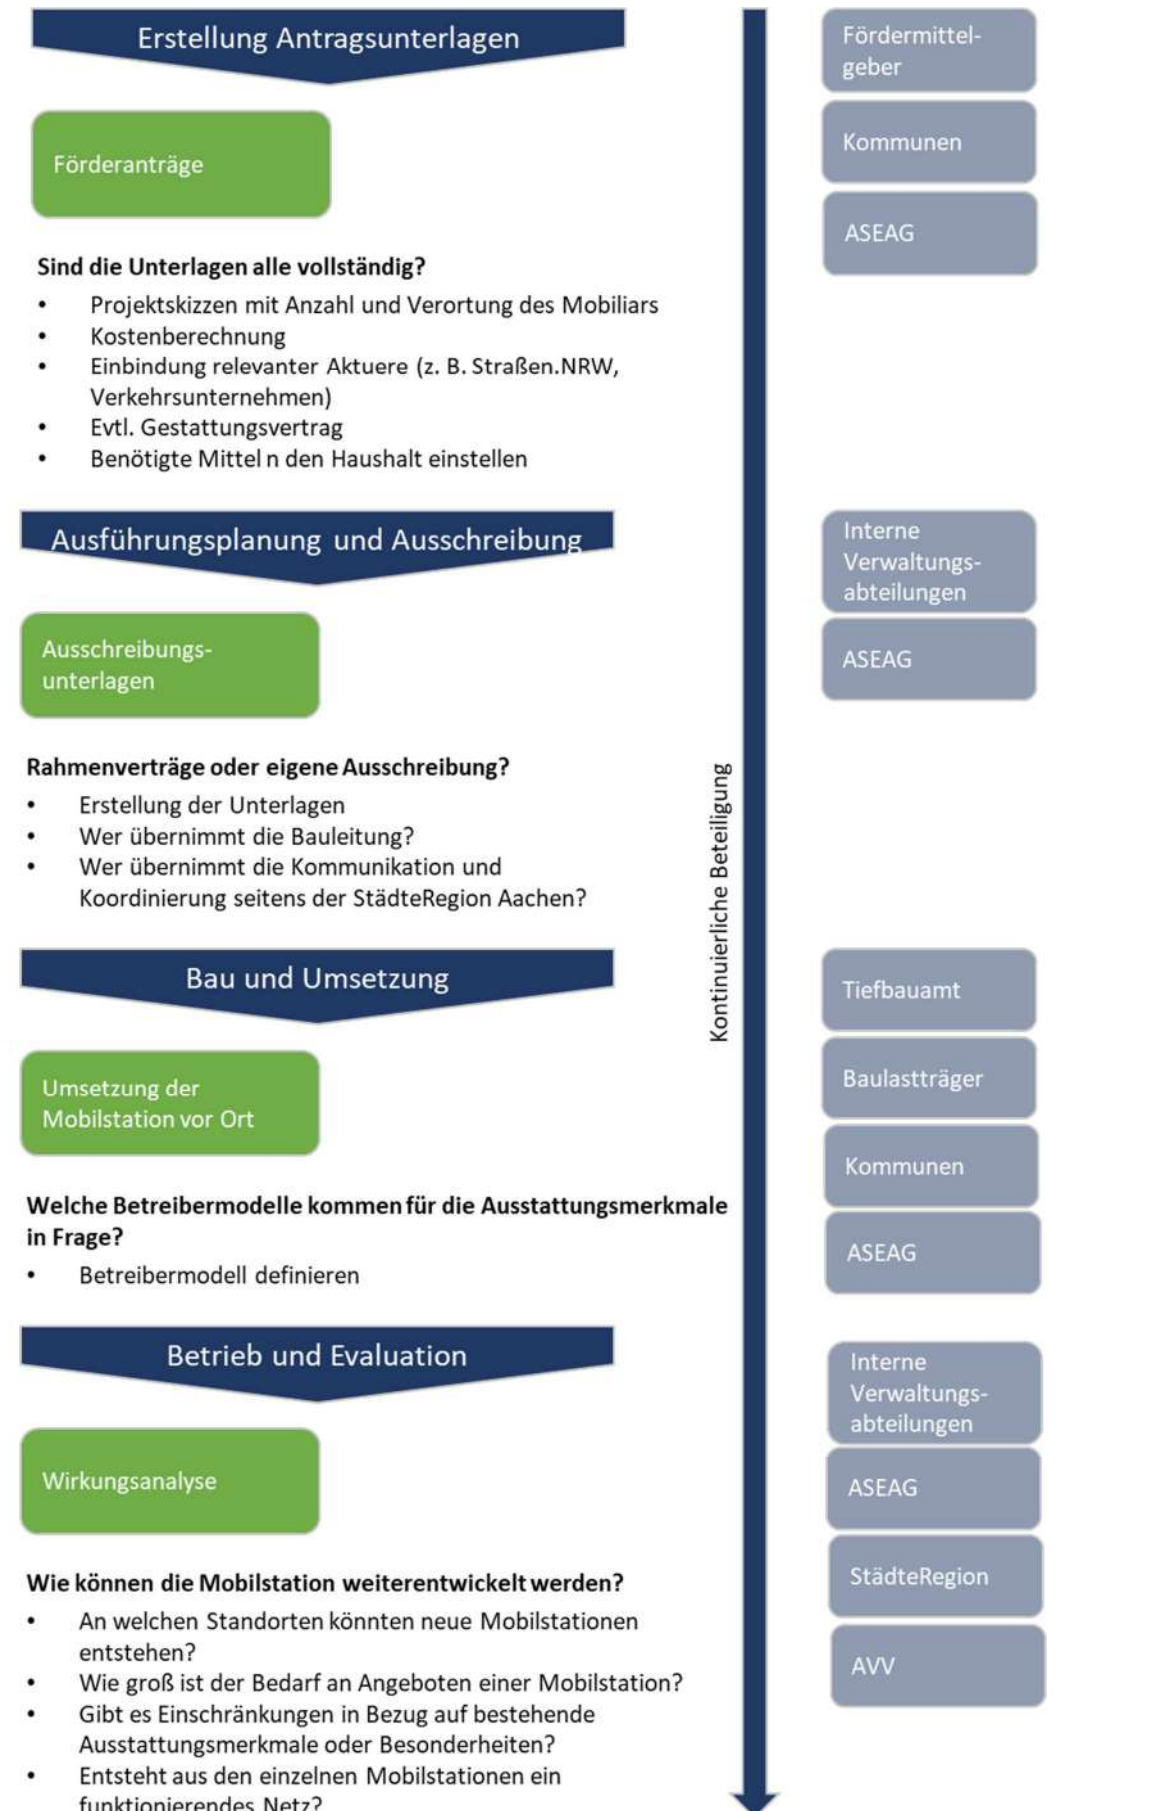 Erstellung Antragsunterlagen
Fördermittel-
geber
Kommunen
ASEAG
Förderanträge
Sind die Unterlagen alle vollständig?
• Projektskizzen mit Anzahl und Verortung des Mobiliars
• Kostenberechnung
• Einbindung relevanter Aktuere (z. B. Straßen.NRW,
Verkehrsunternehmen)
• Evtl. Gestattungsvertrag
• Benötigte Mittel n den Haushalt einstellen
Ausführungsplanung und Ausschreibung
Interne
Verwaltungs-
abteilungen
ASEAG
Ausschreibungs-
unterlagen
Rahmenverträge oder eigene Ausschreibung?
• Erstellung der Unterlagen
• Wer übernimmt die Bauleitung?
• Wer übernimmt die Kommunikation und
Koordinierung seitens der StädteRegion Aachen?
Kontinuierliche Beteiligung
Bau und Umsetzung
Tiefbauamt
Baulastträger
Kommunen
ASEAG
Umsetzung der
Mobilstation vor Ort
Welche Betreibermodelle kommen für die Ausstattungsmerkmale
in Frage?
• Betreibermodell definieren
Betrieb und Evaluation
Interne
Verwaltungs-
abteilungen
ASEAG
StädteRegion
AVV
Wirkungsanalyse
Wie können die Mobilstation weiterentwickelt werden?
• An welchen Standorten könnten neue Mobilstationen
entstehen?
• Wie groß ist der Bedarf an Angeboten einer Mobilstation?
• Gibt es Einschränkungen in Bezug auf bestehende
Ausstattungsmerkmale oder Besonderheiten?
• Entsteht aus den einzelnen Mobilstationen ein
funktionierendes Netz?